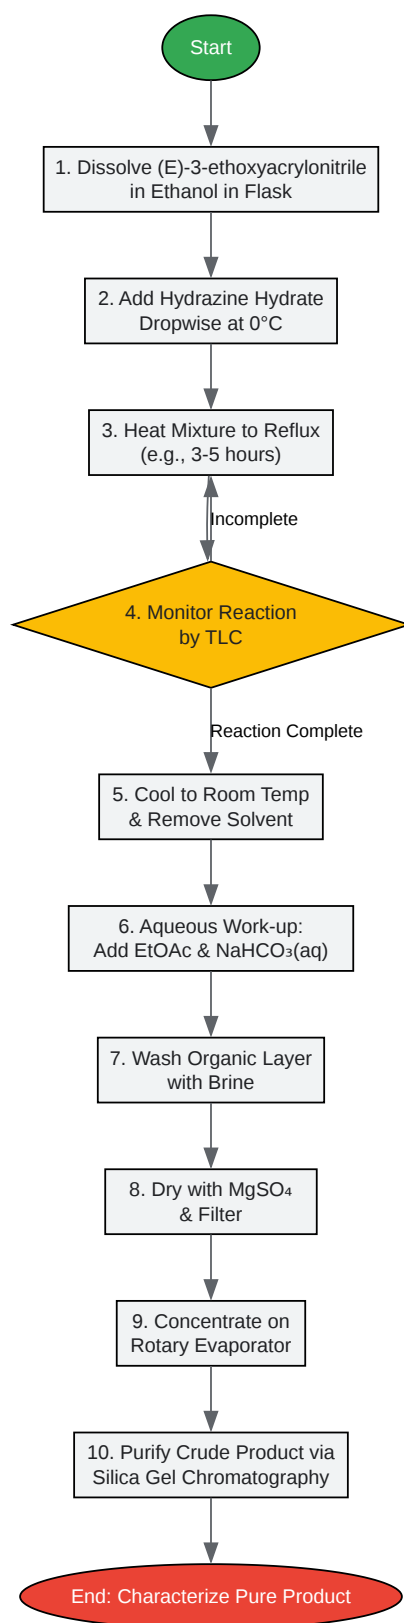 Start
1. Dissolve (E)-3-ethoxyacrylonitrile
in Ethanol in Flask
2. Add Hydrazine Hydrate
Dropwise at 0°C
3. Heat Mixture to Reflux
(e.g., 3-5 hours)
Incomplete
4. Monitor Reaction
by TLC
Reaction Complete
5. Cool to Room Temp
& Remove Solvent
6. Aqueous Work-up:
Add EtOAc & NaHCO₃(aq)
7. Wash Organic Layer
with Brine
8. Dry with MgSO₄
& Filter
9. Concentrate on
Rotary Evaporator
10. Purify Crude Product via
Silica Gel Chromatography
End: Characterize Pure Product